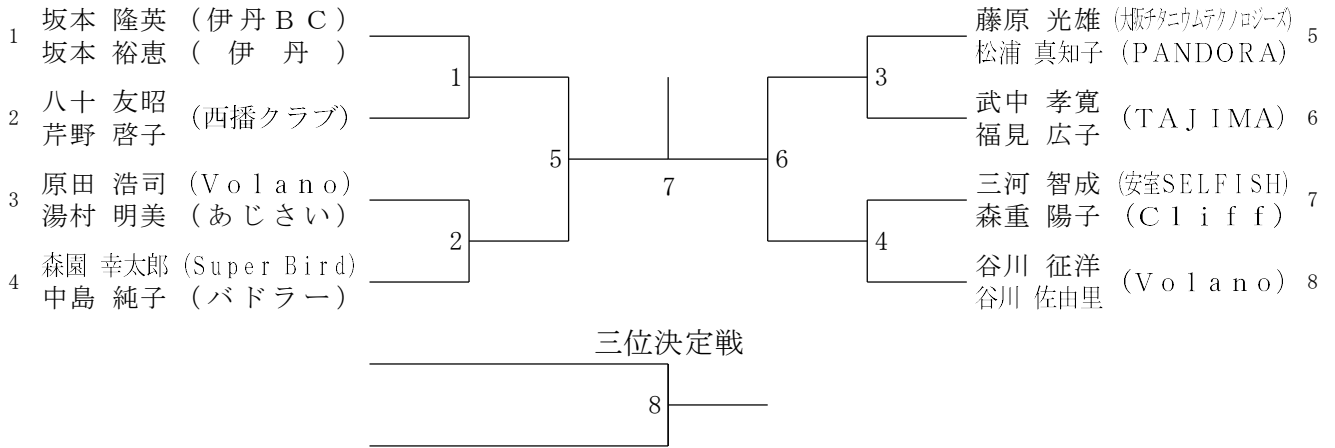 1 坂本 隆英 (伊丹BC)
坂本 裕恵 (伊丹)
2 八十 友昭 (西播クラブ)
芹野 啓子
3 原田 浩司 (Volano)
湯村 明美 (あじさい)
4 森園 幸太郎 (Super Bird)
中島 純子 (バドラー)
1
2
5
7
6
3
4
藤原 光雄 (大阪チタニウムテクノロジーズ) 5
松浦 真知子 (PANDORA)
武中 孝寛 (TAJIMA) 6
福見 広子
三河 智成 (安室SELFISH) 7
森重 陽子 (Cliff)
谷川 征洋 (Volano) 8
谷川 佐由里
三位決定戦
8